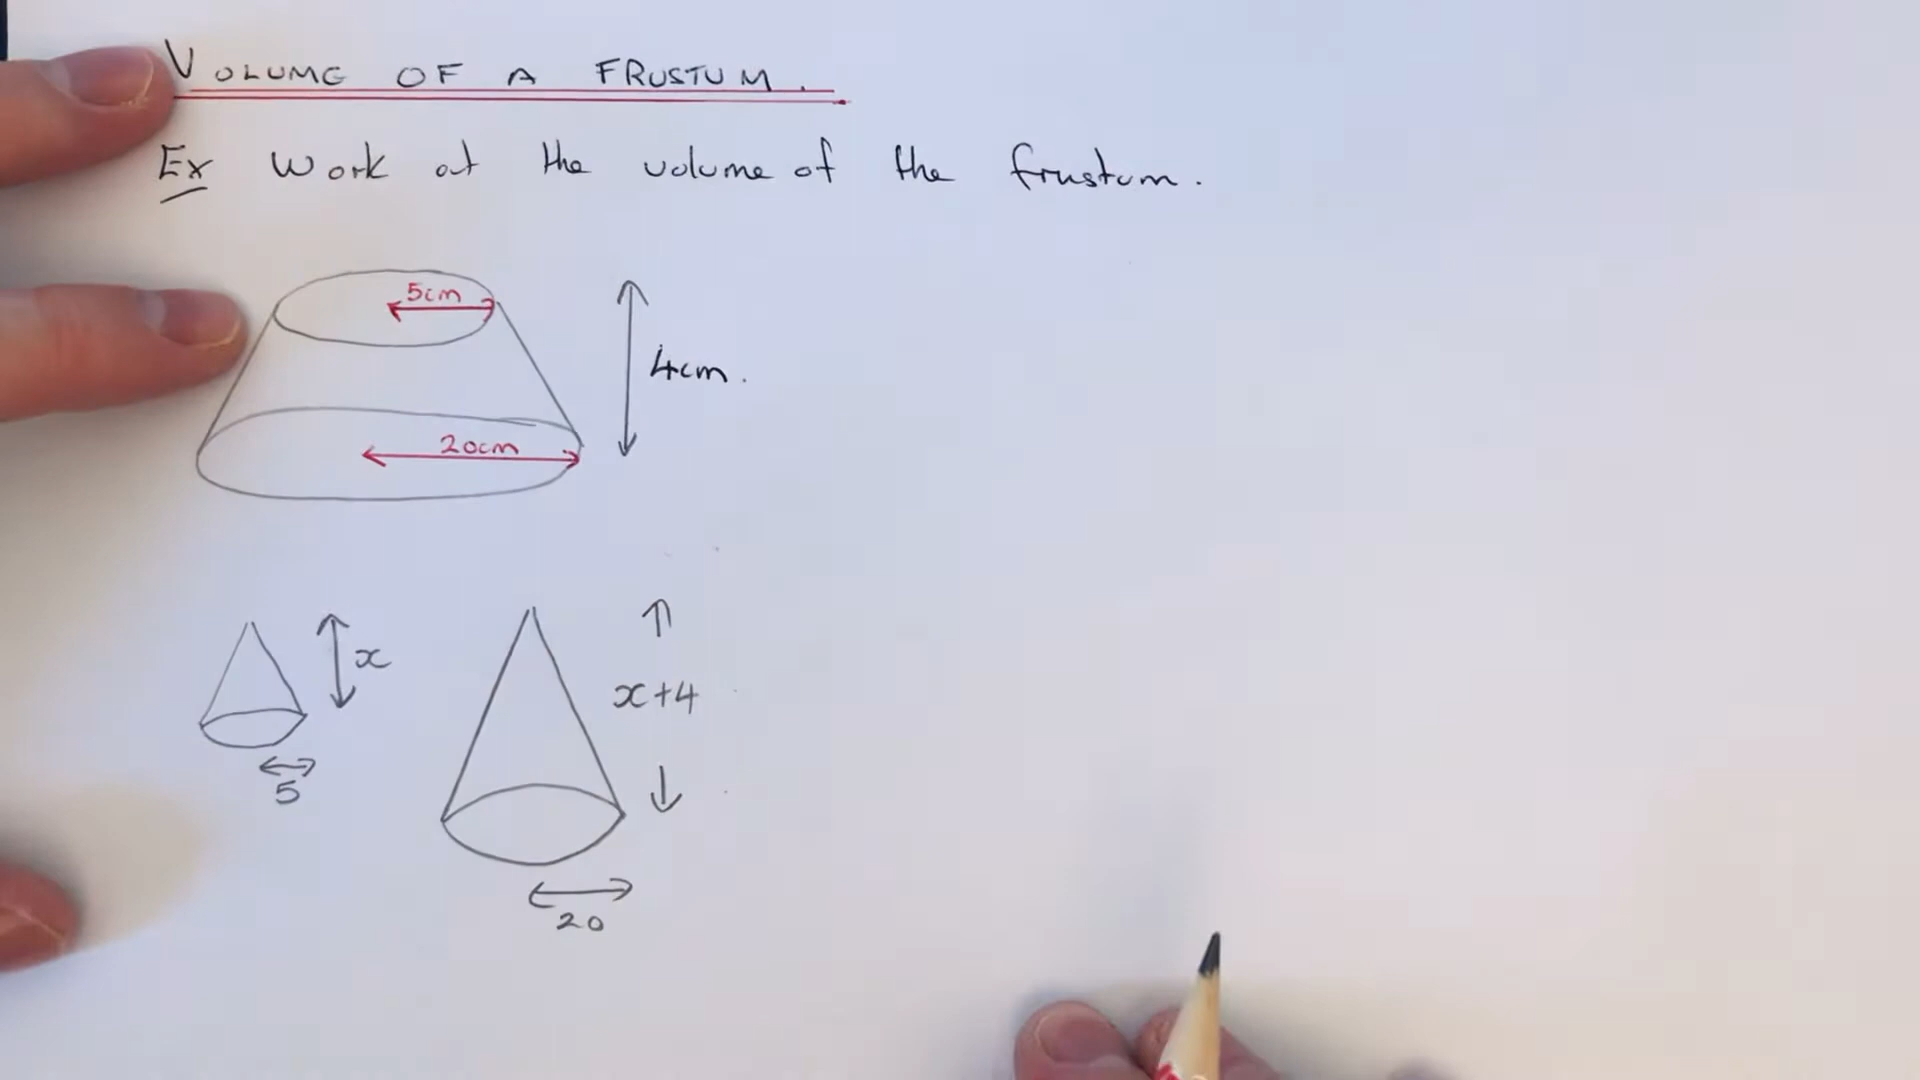 VOLUME OF A FRUSTUM.
Ex Work out the volume of the frustum.
5cm
4cm.
20cm
x
x+4
5
20